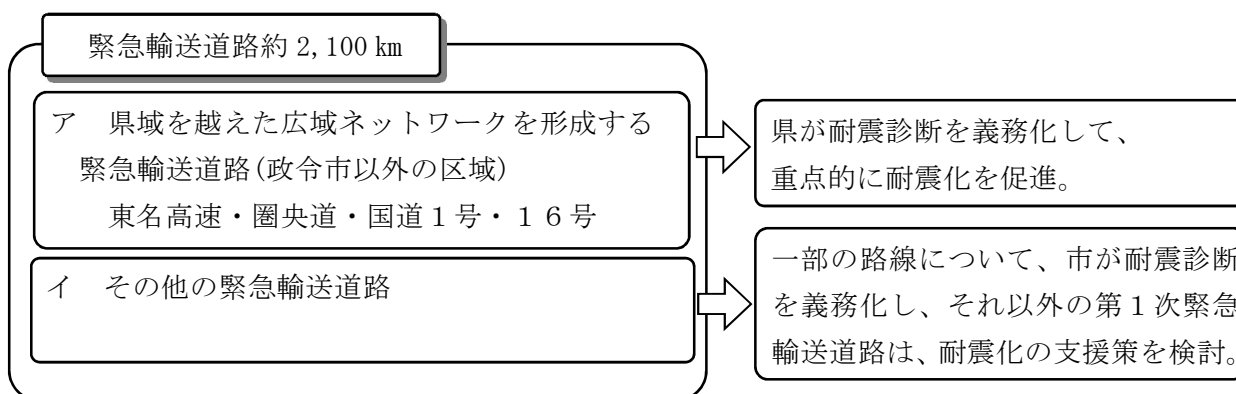 緊急輸送道路約 2,100 ㎞
ア　県域を越えた広域ネットワークを形成する
緊急輸送道路(政令市以外の区域)
東名高速・圏央道・国道１号・１６号
県が耐震診断を義務化して、
重点的に耐震化を促進。
イ　その他の緊急輸送道路
一部の路線について、市が耐震診断
を義務化し、それ以外の第１次緊急
輸送道路は、耐震化の支援策を検討。